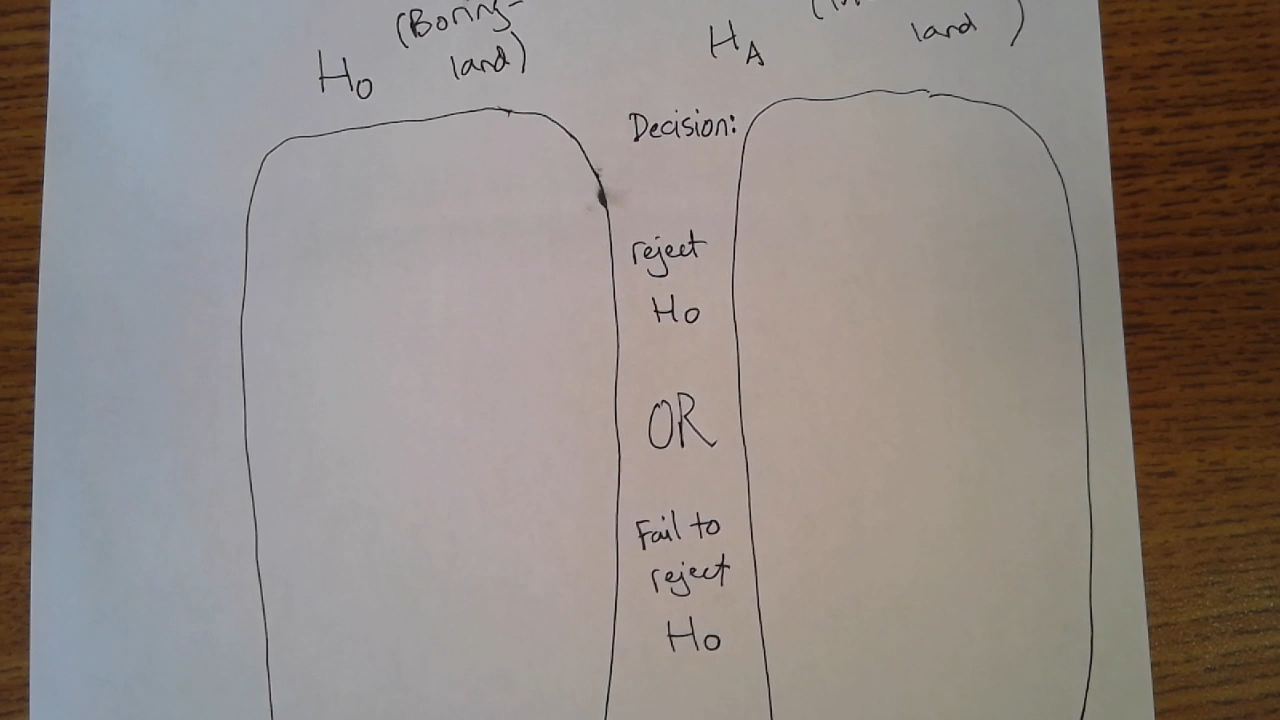 (Boring-
land)
H0
HA
land )
Decision:
reject
Ho
OR
Fail to
reject
Ho